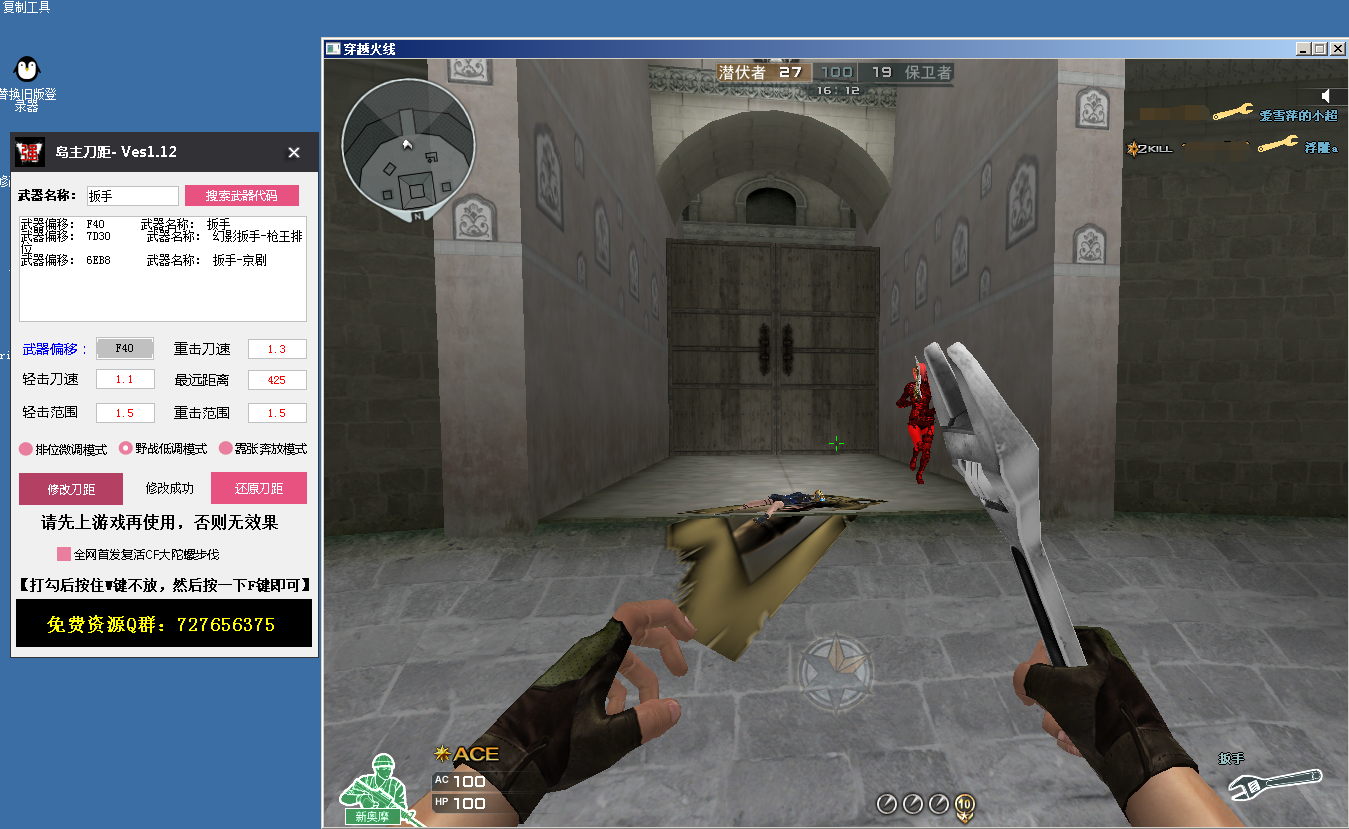 复制工具
替换旧版登
录器
岛主刀距- Ves1.12
武器名称： 扳手 搜索武器代码
武器偏移： F40 武器名称： 扳手
武器偏移： 7D30 武器名称： 幻影扳手-枪王排
位
武器偏移： 6EB8 武器名称： 扳手-京剧
武器偏移： F40 重击刀速 1.3
轻击刀速 1.1 最远距离 425
轻击范围 1.5 重击范围 1.5
排位微调模式 野战低调模式 嚣张奔放模式
修改刀距 修改成功 还原刀距
请先上游戏再使用，否则无效果
全网首发复活CF大陀螺步伐
【打勾后按住W键不放，然后按一下F键即可】
免费资源Q群：727656375
穿越火线
潜伏者 27 100 19 保卫者
16:12
N
爱雪萍的小超
2KILL 浮雕a
ACE
AC 100
HP 100
新奥摩
10
扳手